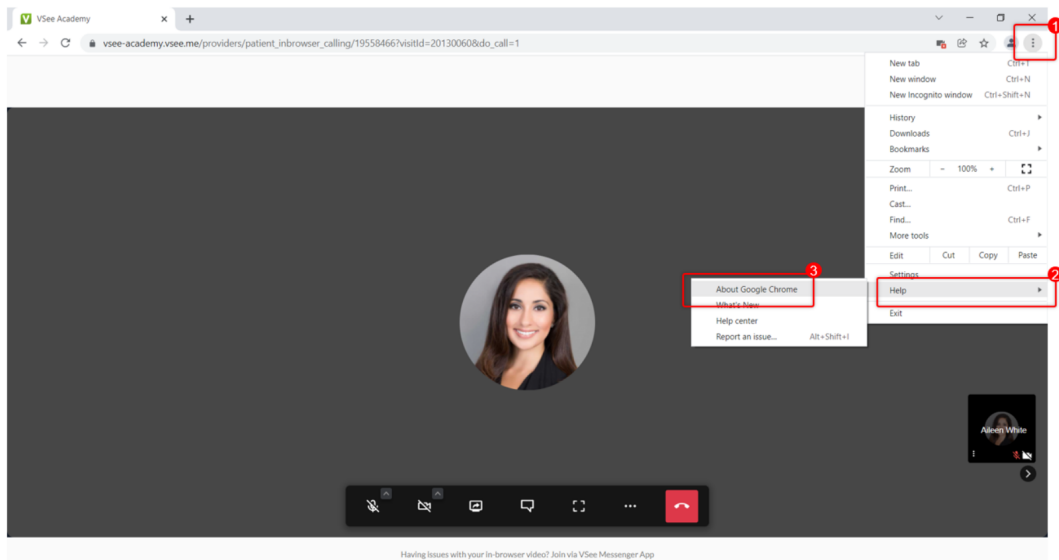 VSee Academy
vsee-academy.vsee.me/providers/patient_inbrowser_calling/19558466?visitId=20130060&do_call=1
1
New tab Ctrl+T
New window Ctrl+N
New Incognito window Ctrl+Shift+N
History
Downloads Ctrl+J
Bookmarks
Zoom - 100% +
Print... Ctrl+P
Cast...
Find... Ctrl+F
More tools
Edit Cut Copy Paste
Settings
2
Help
Exit
3
About Google Chrome
What's New
Help center
Report an issue... Alt+Shift+I
Aileen White
Having issues with your in-browser video? Join via VSee Messenger App